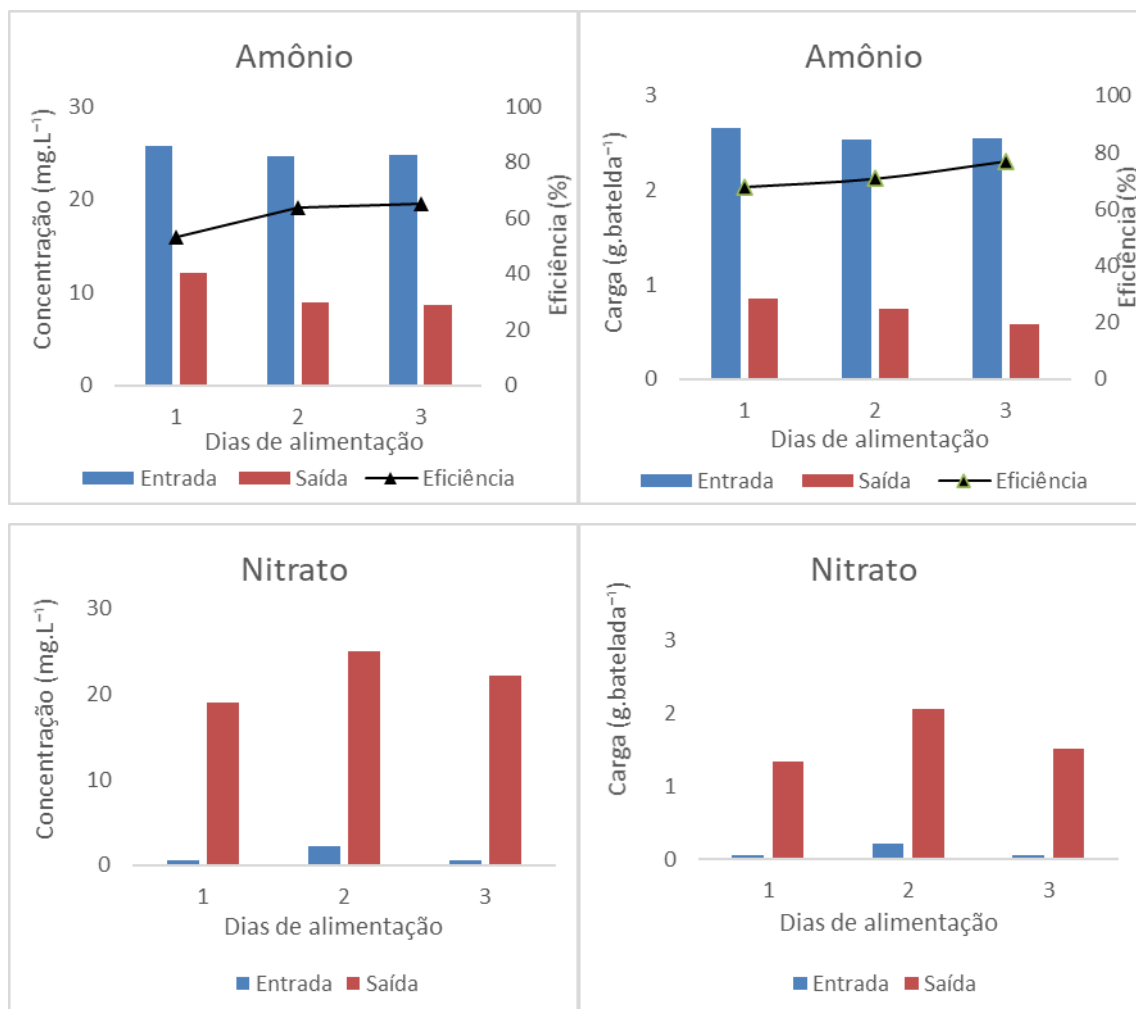 Amônio
Concentração (mg.L⁻¹)
30
20
10
0
100
80
60
40
20
0
Eficiência (%)
1 2 3
Dias de alimentação
Entrada Saída Eficiência
Amônio
Carga (g.batelda⁻¹)
3
2
1
0
100
80
60
40
20
0
Eficiência (%)
1 2 3
Dias de alimentação
Entrada Saída Eficiência
Nitrato
Concentração (mg.L⁻¹)
30
20
10
0
1 2 3
Dias de alimentação
Entrada Saída
Nitrato
Carga (g.batelada⁻¹)
3
2
1
0
1 2 3
Dias de alimentação
Entrada Saída